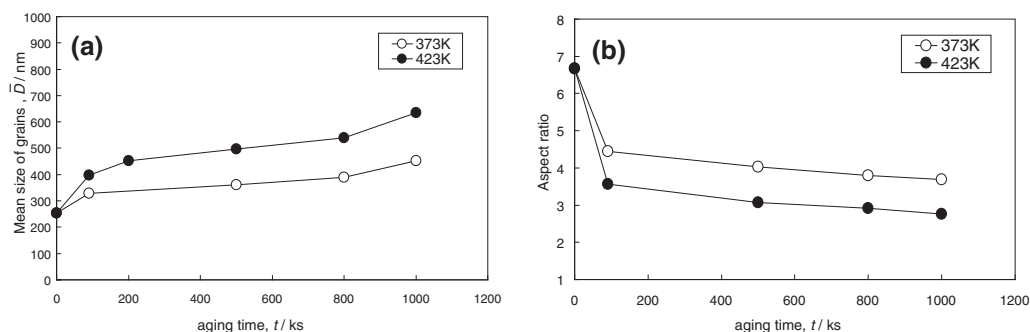 (a)
373K
423K
Mean size of grains , D̅ / nm
1000
900
800
700
600
500
400
300
200
100
0
0 200 400 600 800 1000 1200
aging time, t / ks
(b)
373K
423K
Aspect ratio
8
7
6
5
4
3
2
1
0 200 400 600 800 1000 1200
aging time, t / ks